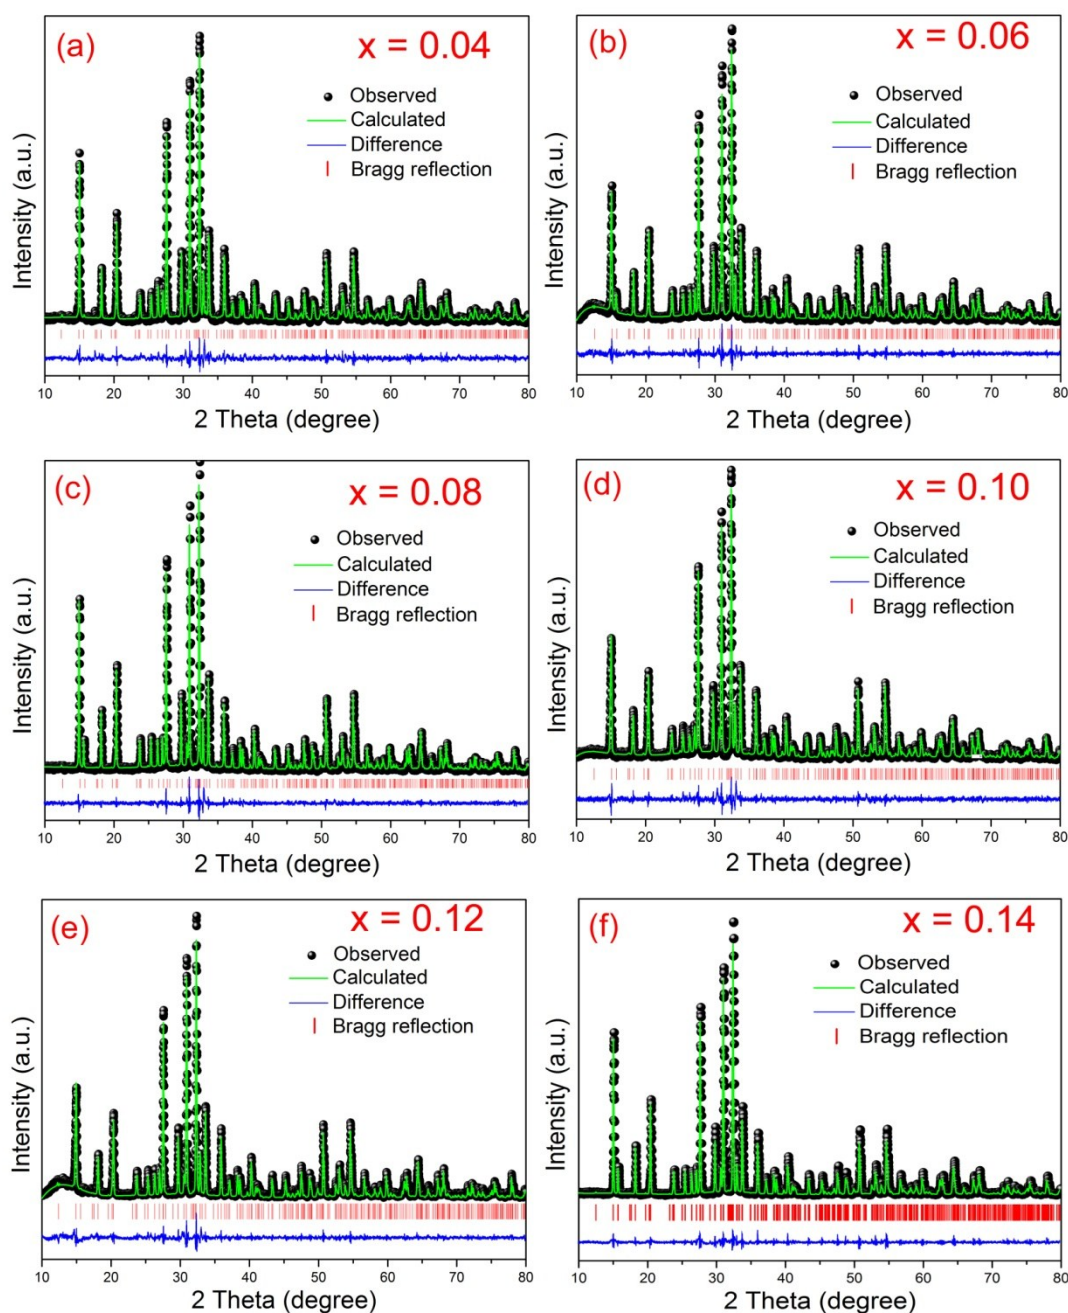 (a) x = 0.04
Observed
Calculated
Difference
Bragg reflection
Intensity (a.u.)
10 20 30 40 50 60 70 80
2 Theta (degree)
(b) x = 0.06
Observed
Calculated
Difference
Bragg reflection
Intensity (a.u.)
10 20 30 40 50 60 70 80
2 Theta (degree)
(c) x = 0.08
Observed
Calculated
Difference
Bragg reflection
Intensity (a.u.)
10 20 30 40 50 60 70 80
2 Theta (degree)
(d) x = 0.10
Observed
Calculated
Difference
Bragg reflection
Intensity (a.u.)
10 20 30 40 50 60 70 80
2 Theta (degree)
(e) x = 0.12
Observed
Calculated
Difference
Bragg reflection
Intensity (a.u.)
10 20 30 40 50 60 70 80
2 Theta (degree)
(f) x = 0.14
Observed
Calculated
Difference
Bragg reflection
Intensity (a.u.)
10 20 30 40 50 60 70 80
2 Theta (degree)